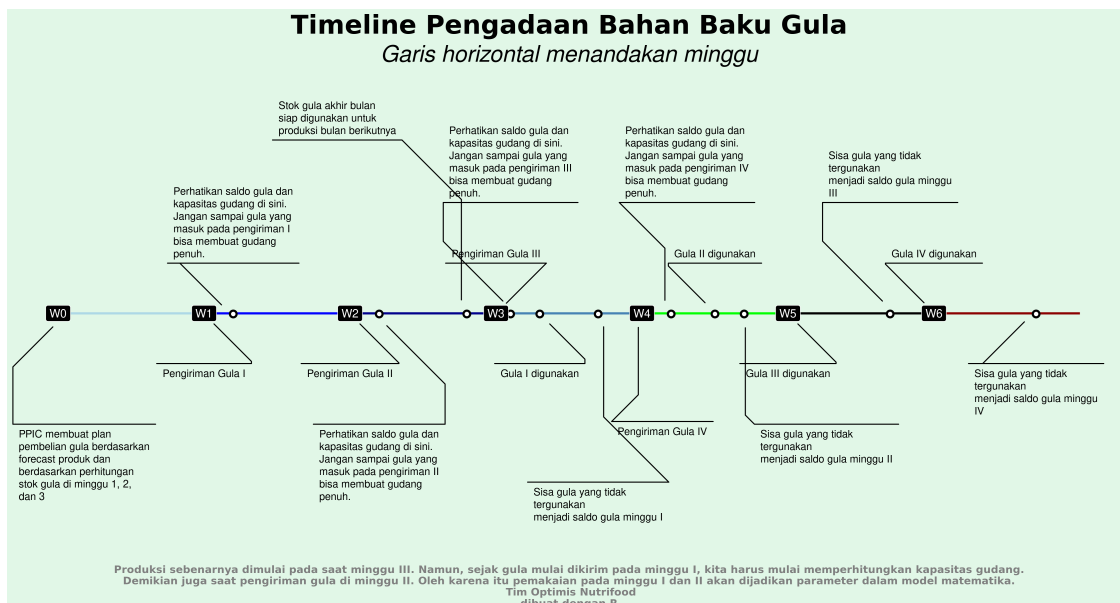 Timeline Pengadaan Bahan Baku Gula
Garis horizontal menandakan minggu
Stok gula akhir bulan
siap digunakan untuk
produksi bulan berikutnya
Perhatikan saldo gula dan
kapasitas gudang di sini.
Jangan sampai gula yang
masuk pada pengiriman III
bisa membuat gudang
penuh.
Perhatikan saldo gula dan
kapasitas gudang di sini.
Jangan sampai gula yang
masuk pada pengiriman IV
bisa membuat gudang
penuh.
Sisa gula yang tidak
tergunakan
menjadi saldo gula minggu
III
Perhatikan saldo gula dan
kapasitas gudang di sini.
Jangan sampai gula yang
masuk pada pengiriman I
bisa membuat gudang
penuh.
Pengiriman Gula III
Gula II digunakan
Gula IV digunakan
W0
W1
W2
W3
W4
W5
W6
Pengiriman Gula I
Pengiriman Gula II
Gula I digunakan
Gula III digunakan
Sisa gula yang tidak
tergunakan
menjadi saldo gula minggu
IV
PPIC membuat plan
pembelian gula berdasarkan
forecast produk dan
berdasarkan perhitungan
stok gula di minggu 1, 2,
dan 3
Perhatikan saldo gula dan
kapasitas gudang di sini.
Jangan sampai gula yang
masuk pada pengiriman II
bisa membuat gudang
penuh.
Pengiriman Gula IV
Sisa gula yang tidak
tergunakan
menjadi saldo gula minggu II
Sisa gula yang tidak
tergunakan
menjadi saldo gula minggu I
Produksi sebenarnya dimulai pada saat minggu III. Namun, sejak gula mulai dikirim pada minggu I, kita harus mulai memperhitungkan kapasitas gudang.
Demikian juga saat pengiriman gula di minggu II. Oleh karena itu pemakaian pada minggu I dan II akan dijadikan parameter dalam model matematika.
Tim Optimis Nutrifood
dibuat dengan R